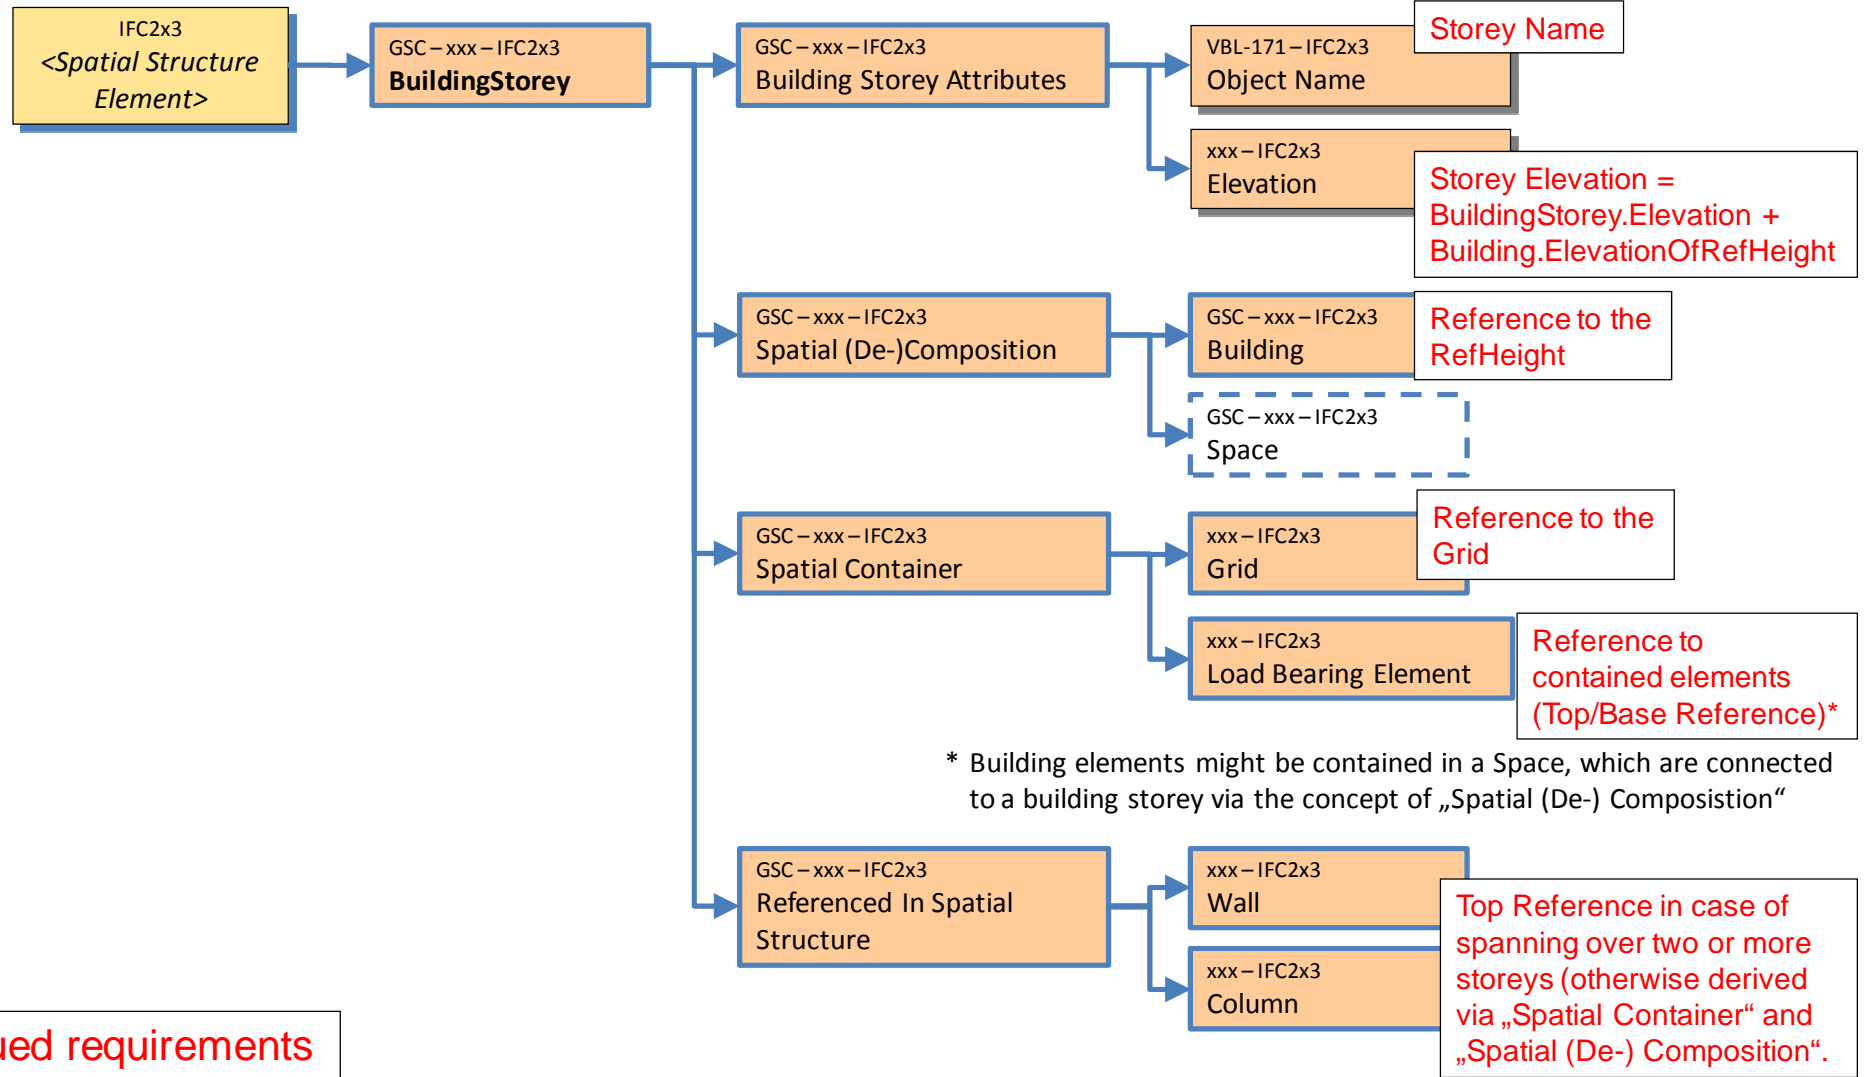 IFC2x3
<Spatial Structure
Element>
GSC – xxx – IFC2x3
BuildingStorey
GSC – xxx – IFC2x3
Building Storey Attributes
VBL-171 – IFC2x3
Object Name
Storey Name
xxx – IFC2x3
Elevation
Storey Elevation =
BuildingStorey.Elevation +
Building.ElevationOfRefHeight
GSC – xxx – IFC2x3
Spatial (De-)Composition
GSC – xxx – IFC2x3
Building
Reference to the
RefHeight
GSC – xxx – IFC2x3
Space
GSC – xxx – IFC2x3
Spatial Container
xxx – IFC2x3
Grid
Reference to the
Grid
xxx – IFC2x3
Load Bearing Element
Reference to
contained elements
(Top/Base Reference)*
* Building elements might be contained in a Space, which are connected
to a building storey via the concept of „Spatial (De-) Composistion“
GSC – xxx – IFC2x3
Referenced In Spatial
Structure
xxx – IFC2x3
Wall
xxx – IFC2x3
Column
Top Reference in case of
spanning over two or more
storeys (otherwise derived
via „Spatial Container“ and
„Spatial (De-) Composition“.
requirements